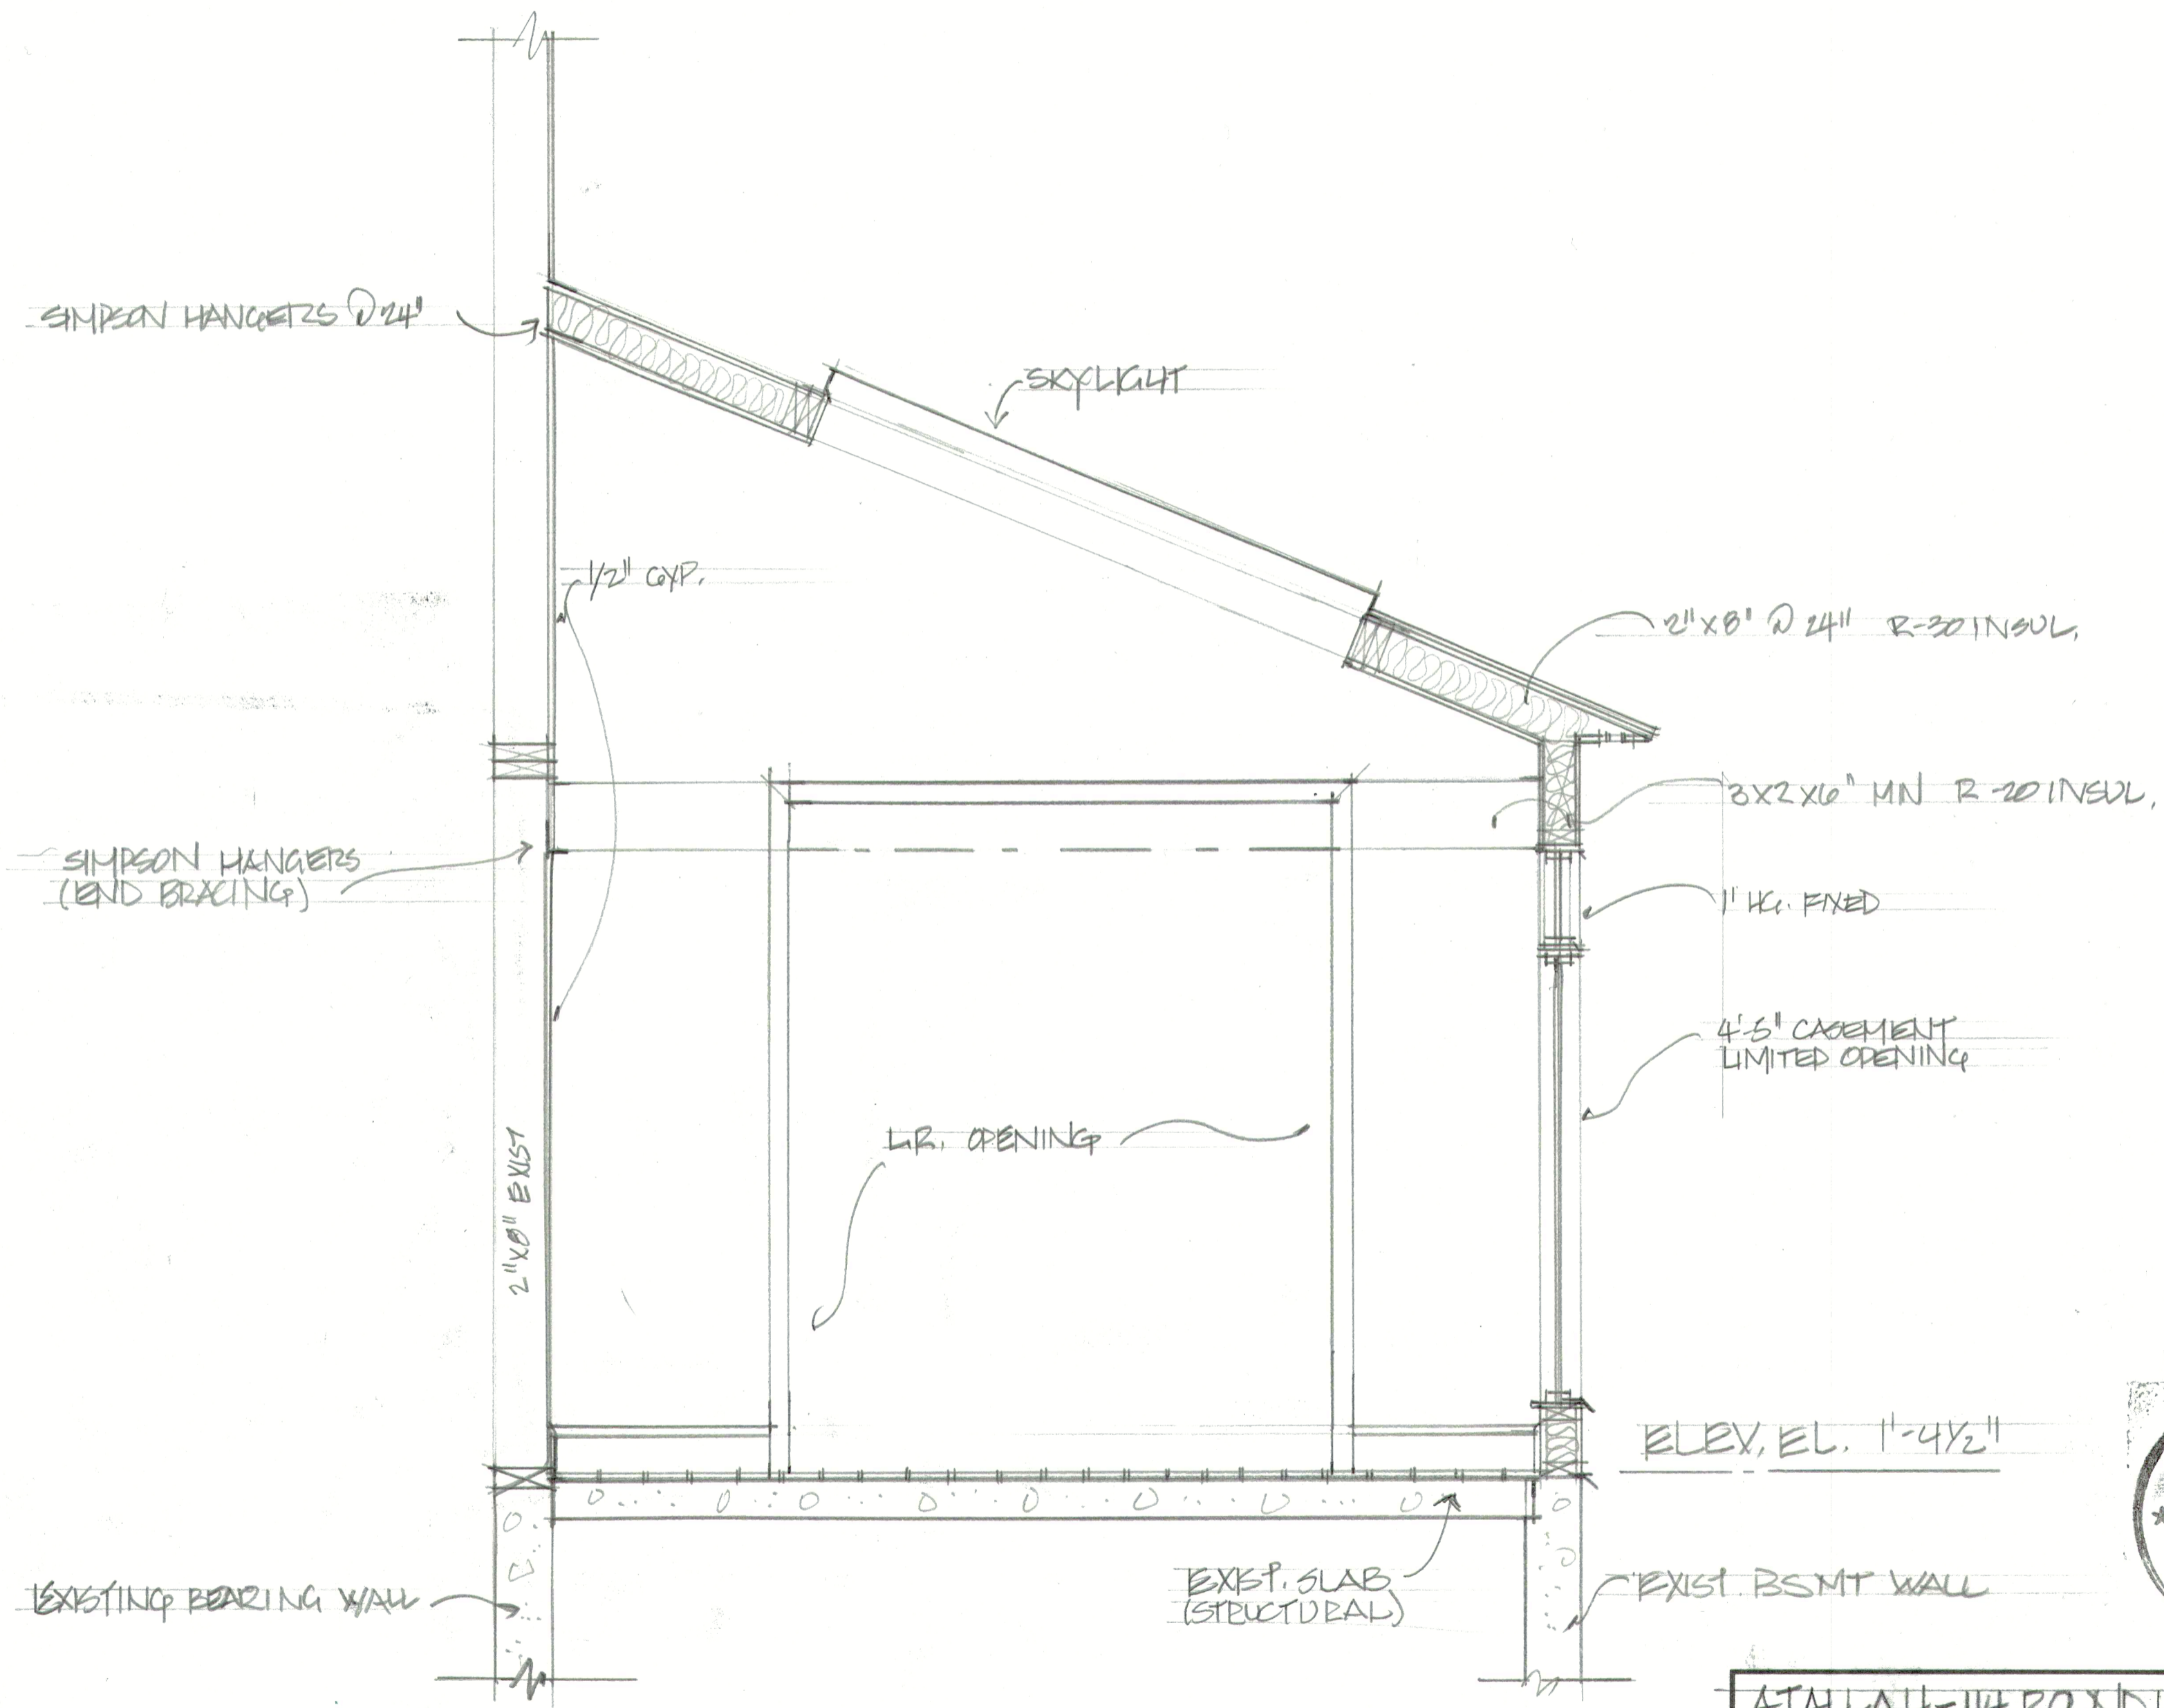 SIMPSON HANGERS @ 24"
SKYLIGHT
1/2" GYP.
2"X8" @ 24" R-30 INSUL.
3X2X6" MN R-20 INSUL.
SIMPSON HANGERS
(END BRACING)
1' HG. FIXED
4'-5" CASEMENT
LIMITED OPENING
L.R. OPENING
2"X8" EXIST
ELEV. EL. 1'-4 1/2"
EXIST. SLAB
(STRUCTURAL)
EXISTING BEARING WALL
EXIST. BSMT WALL